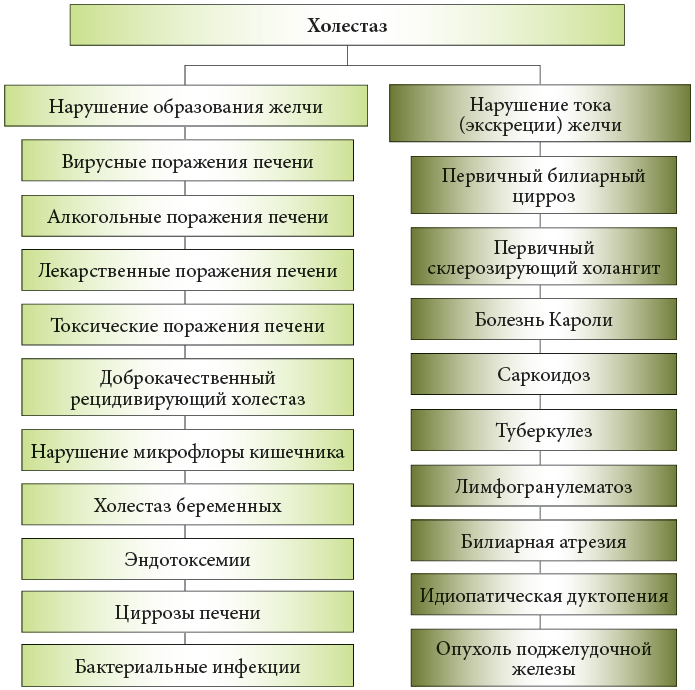 Холестаз
Нарушение образования желчи
Вирусные поражения печени
Алкогольные поражения печени
Лекарственные поражения печени
Токсические поражения печени
Доброкачественный
рецидивирующий холестаз
Нарушение микрофлоры кишечника
Холестаз беременных
Эндотоксемии
Циррозы печени
Бактериальные инфекции
Нарушение тока
(экскреции) желчи
Первичный билиарный
цирроз
Первичный
склерозирующий холангит
Болезнь Кароли
Саркоидоз
Туберкулез
Лимфогранулематоз
Билиарная атрезия
Идиопатическая дуктопения
Опухоль поджелудочной
железы